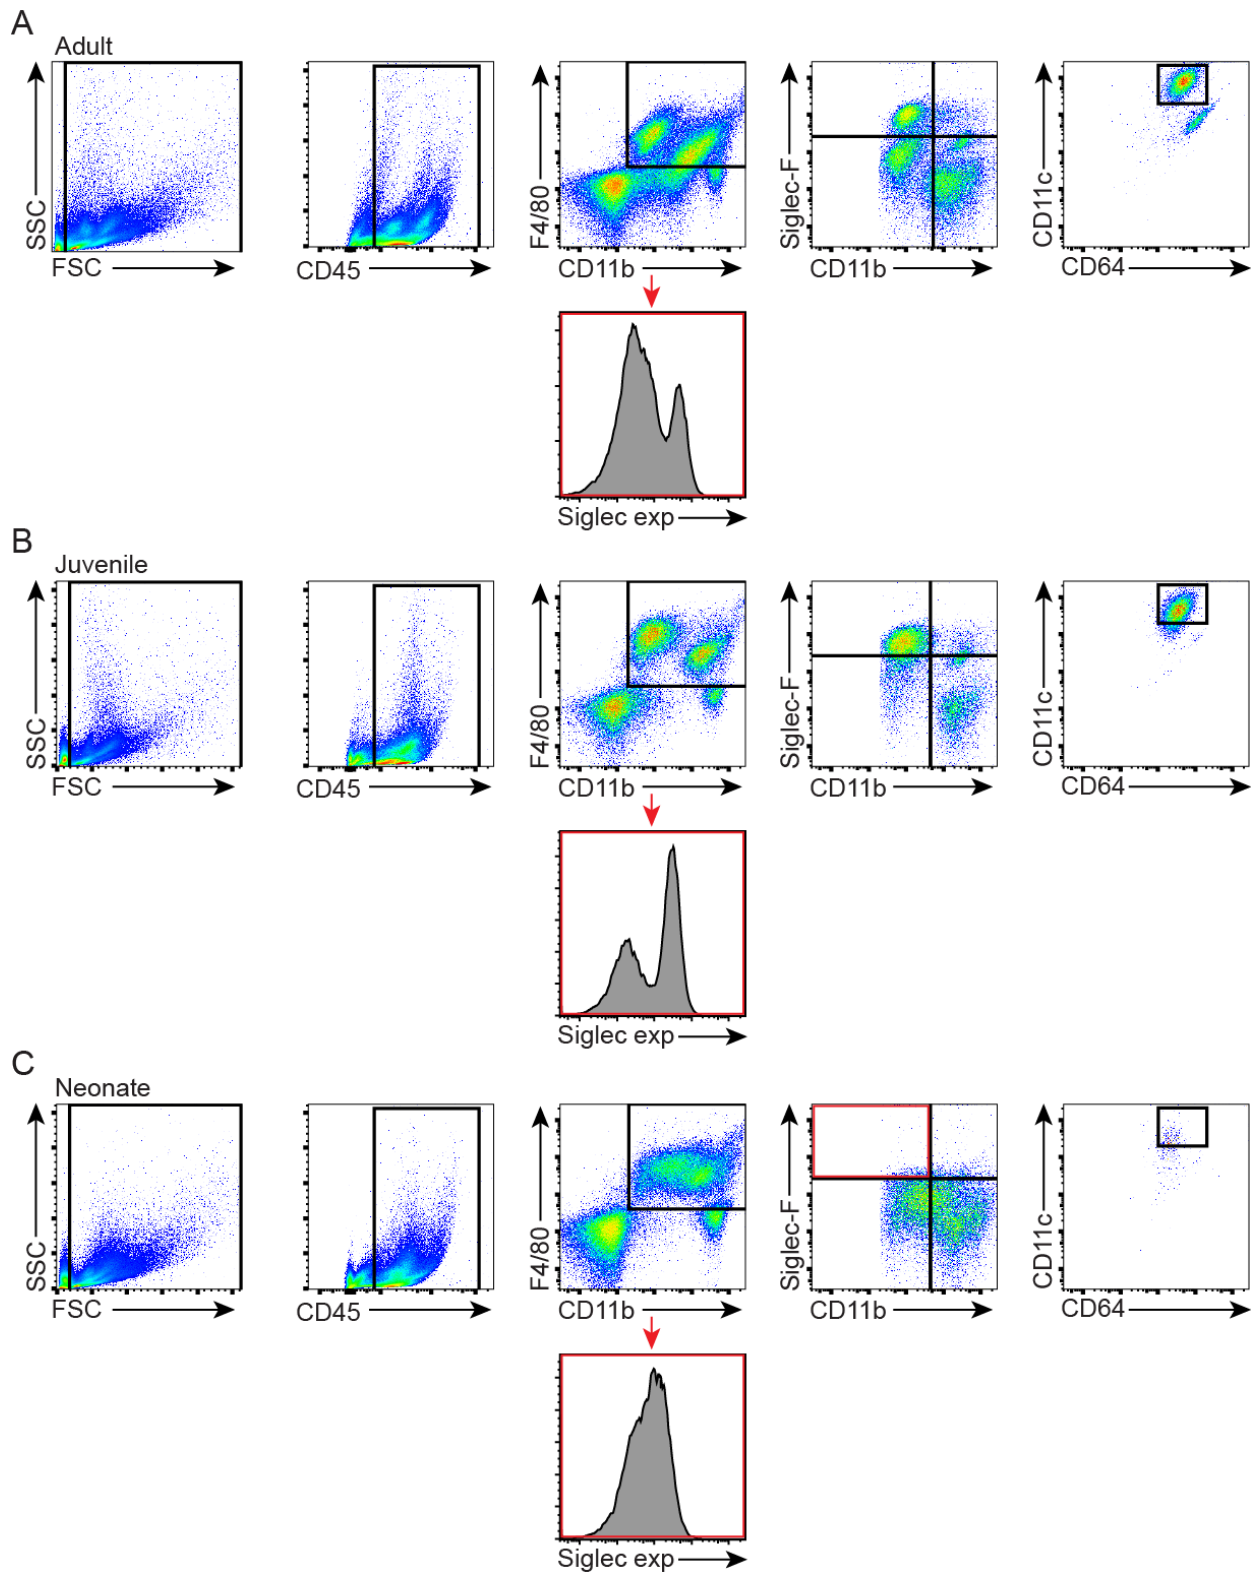 A
Adult
SSC
FSC
CD45
F4/80
CD11b
Siglec-F
CD11b
CD11c
CD64
Siglec exp
B
Juvenile
SSC
FSC
CD45
F4/80
CD11b
Siglec-F
CD11b
CD11c
CD64
Siglec exp
C
Neonate
SSC
FSC
CD45
F4/80
CD11b
Siglec-F
CD11b
CD11c
CD64
Siglec exp